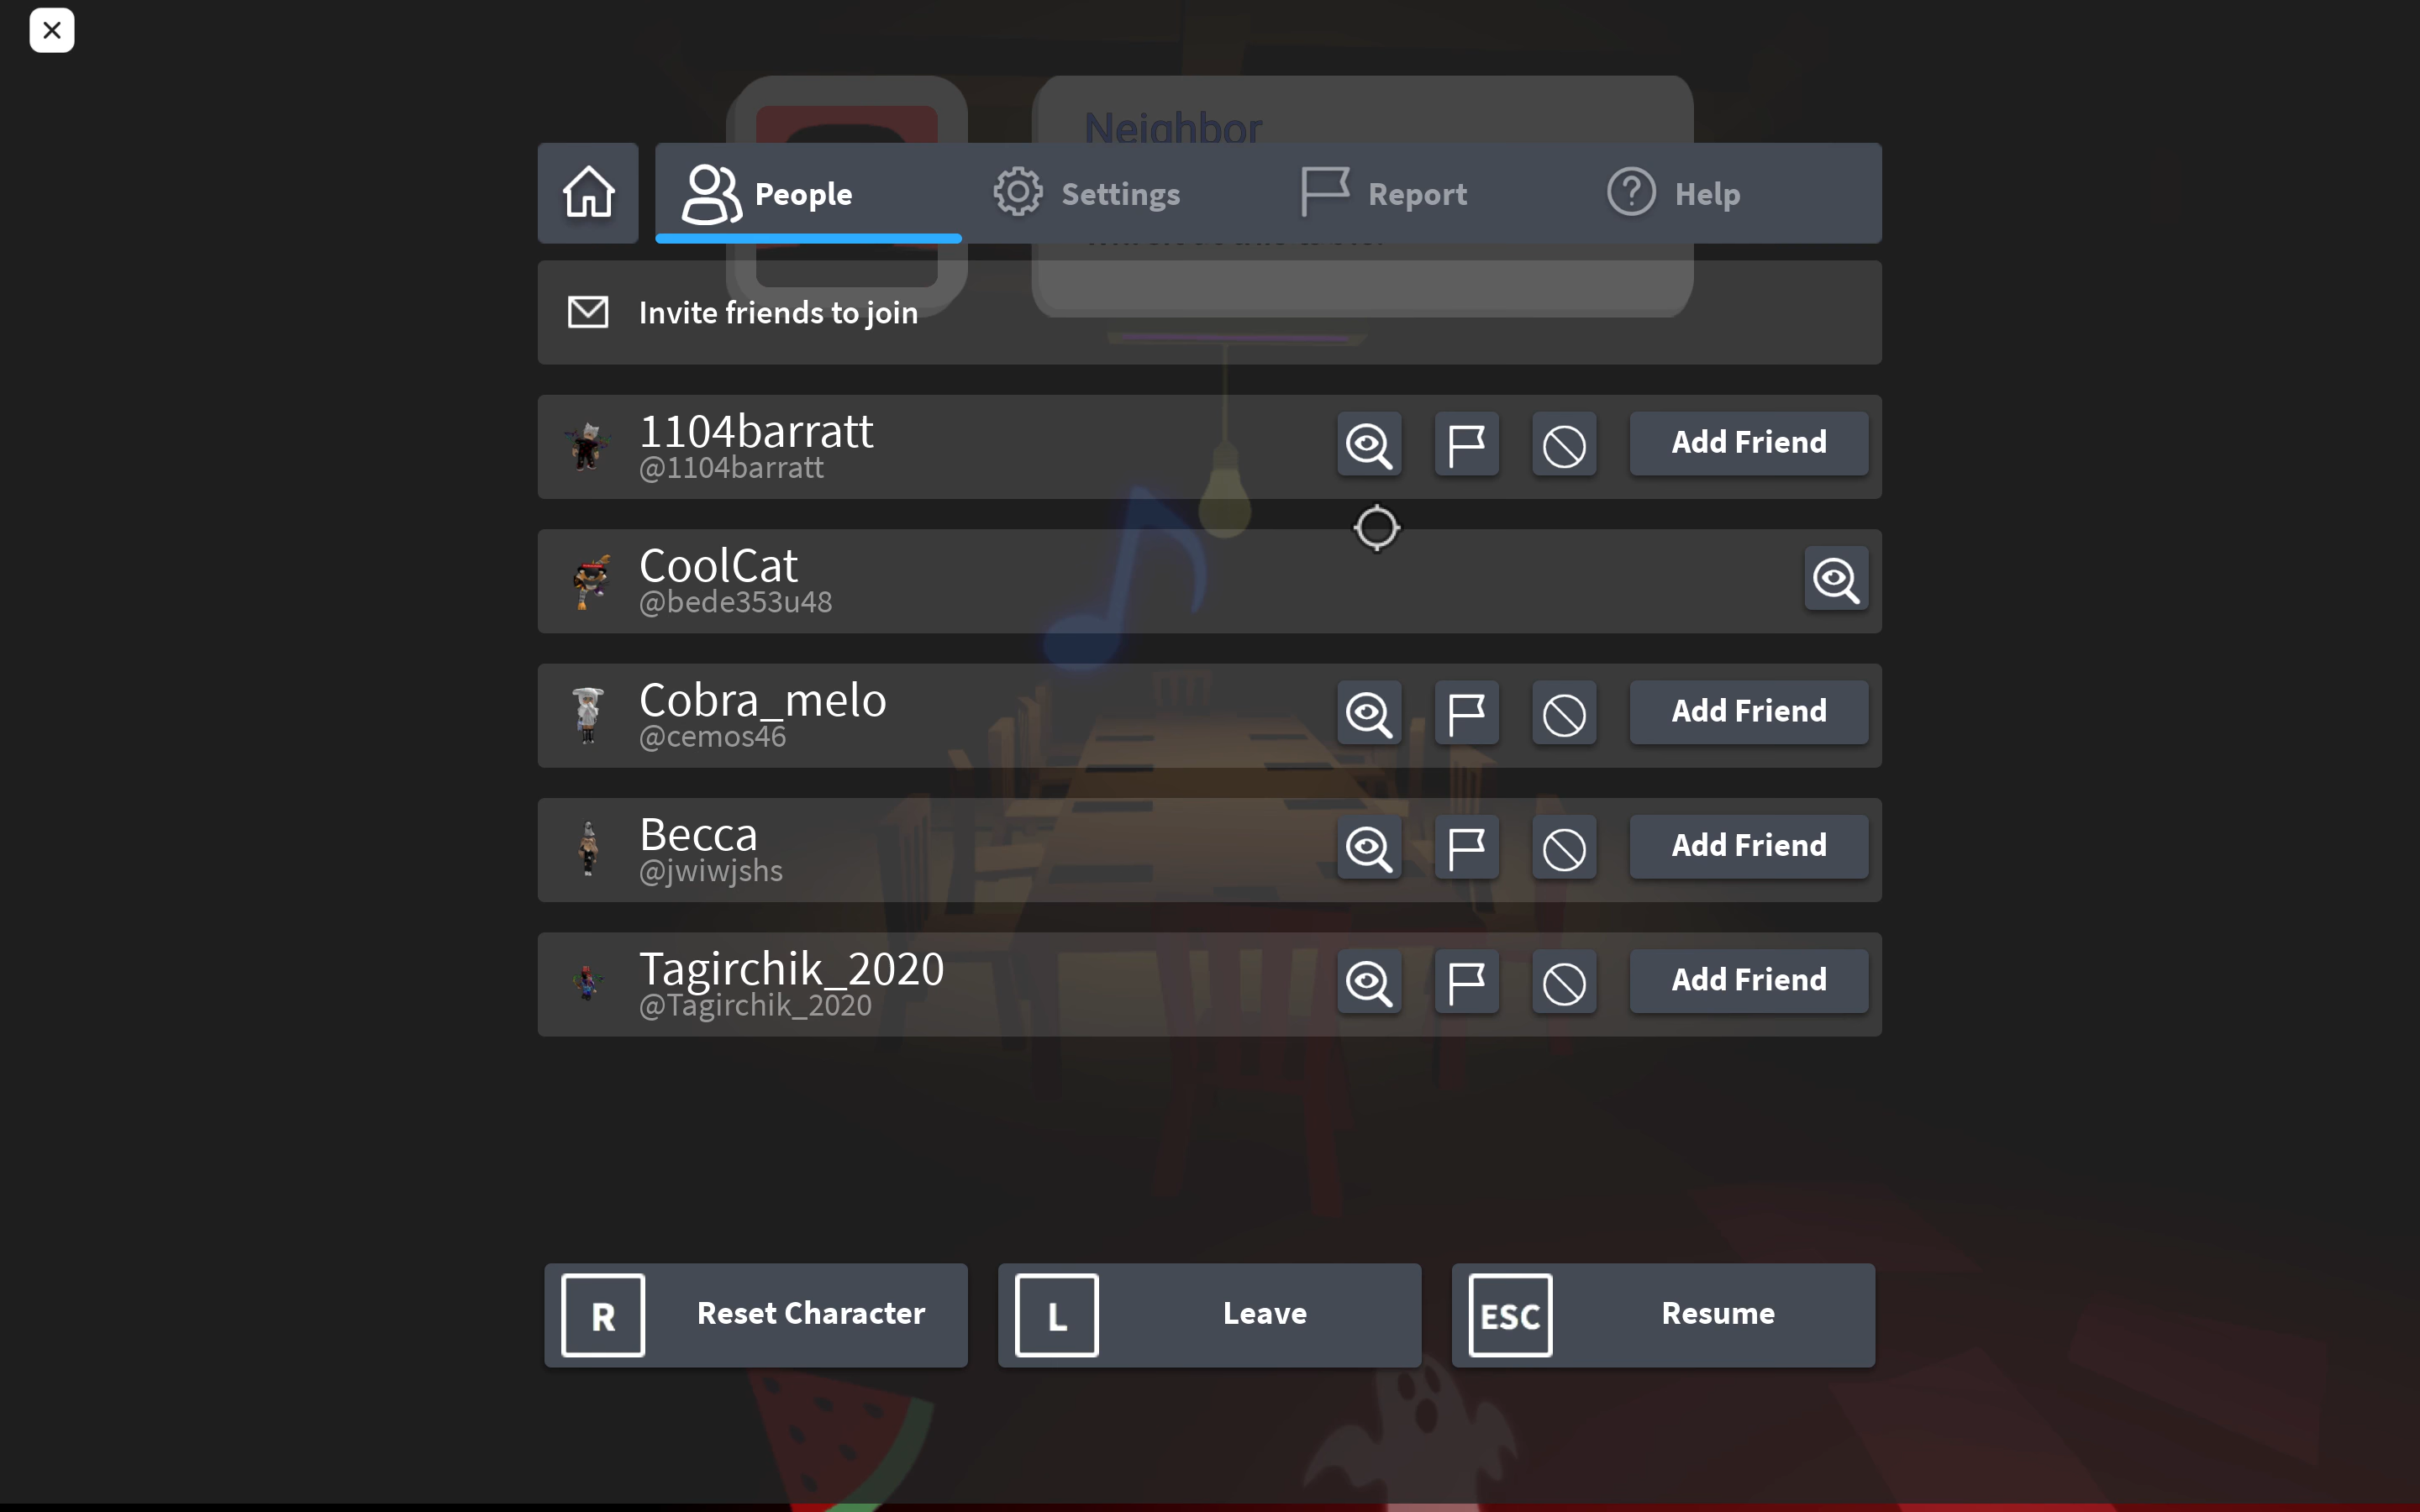 Neighbor
People
Settings
Report
Help
Invite friends to join
1104barratt
@1104barratt
Add Friend
CoolCat
@bede353u48
Cobra_melo
@cemos46
Add Friend
Becca
@jwiwjshs
Add Friend
Tagirchik_2020
@Tagirchik_2020
Add Friend
R Reset Character
L Leave
ESC Resume